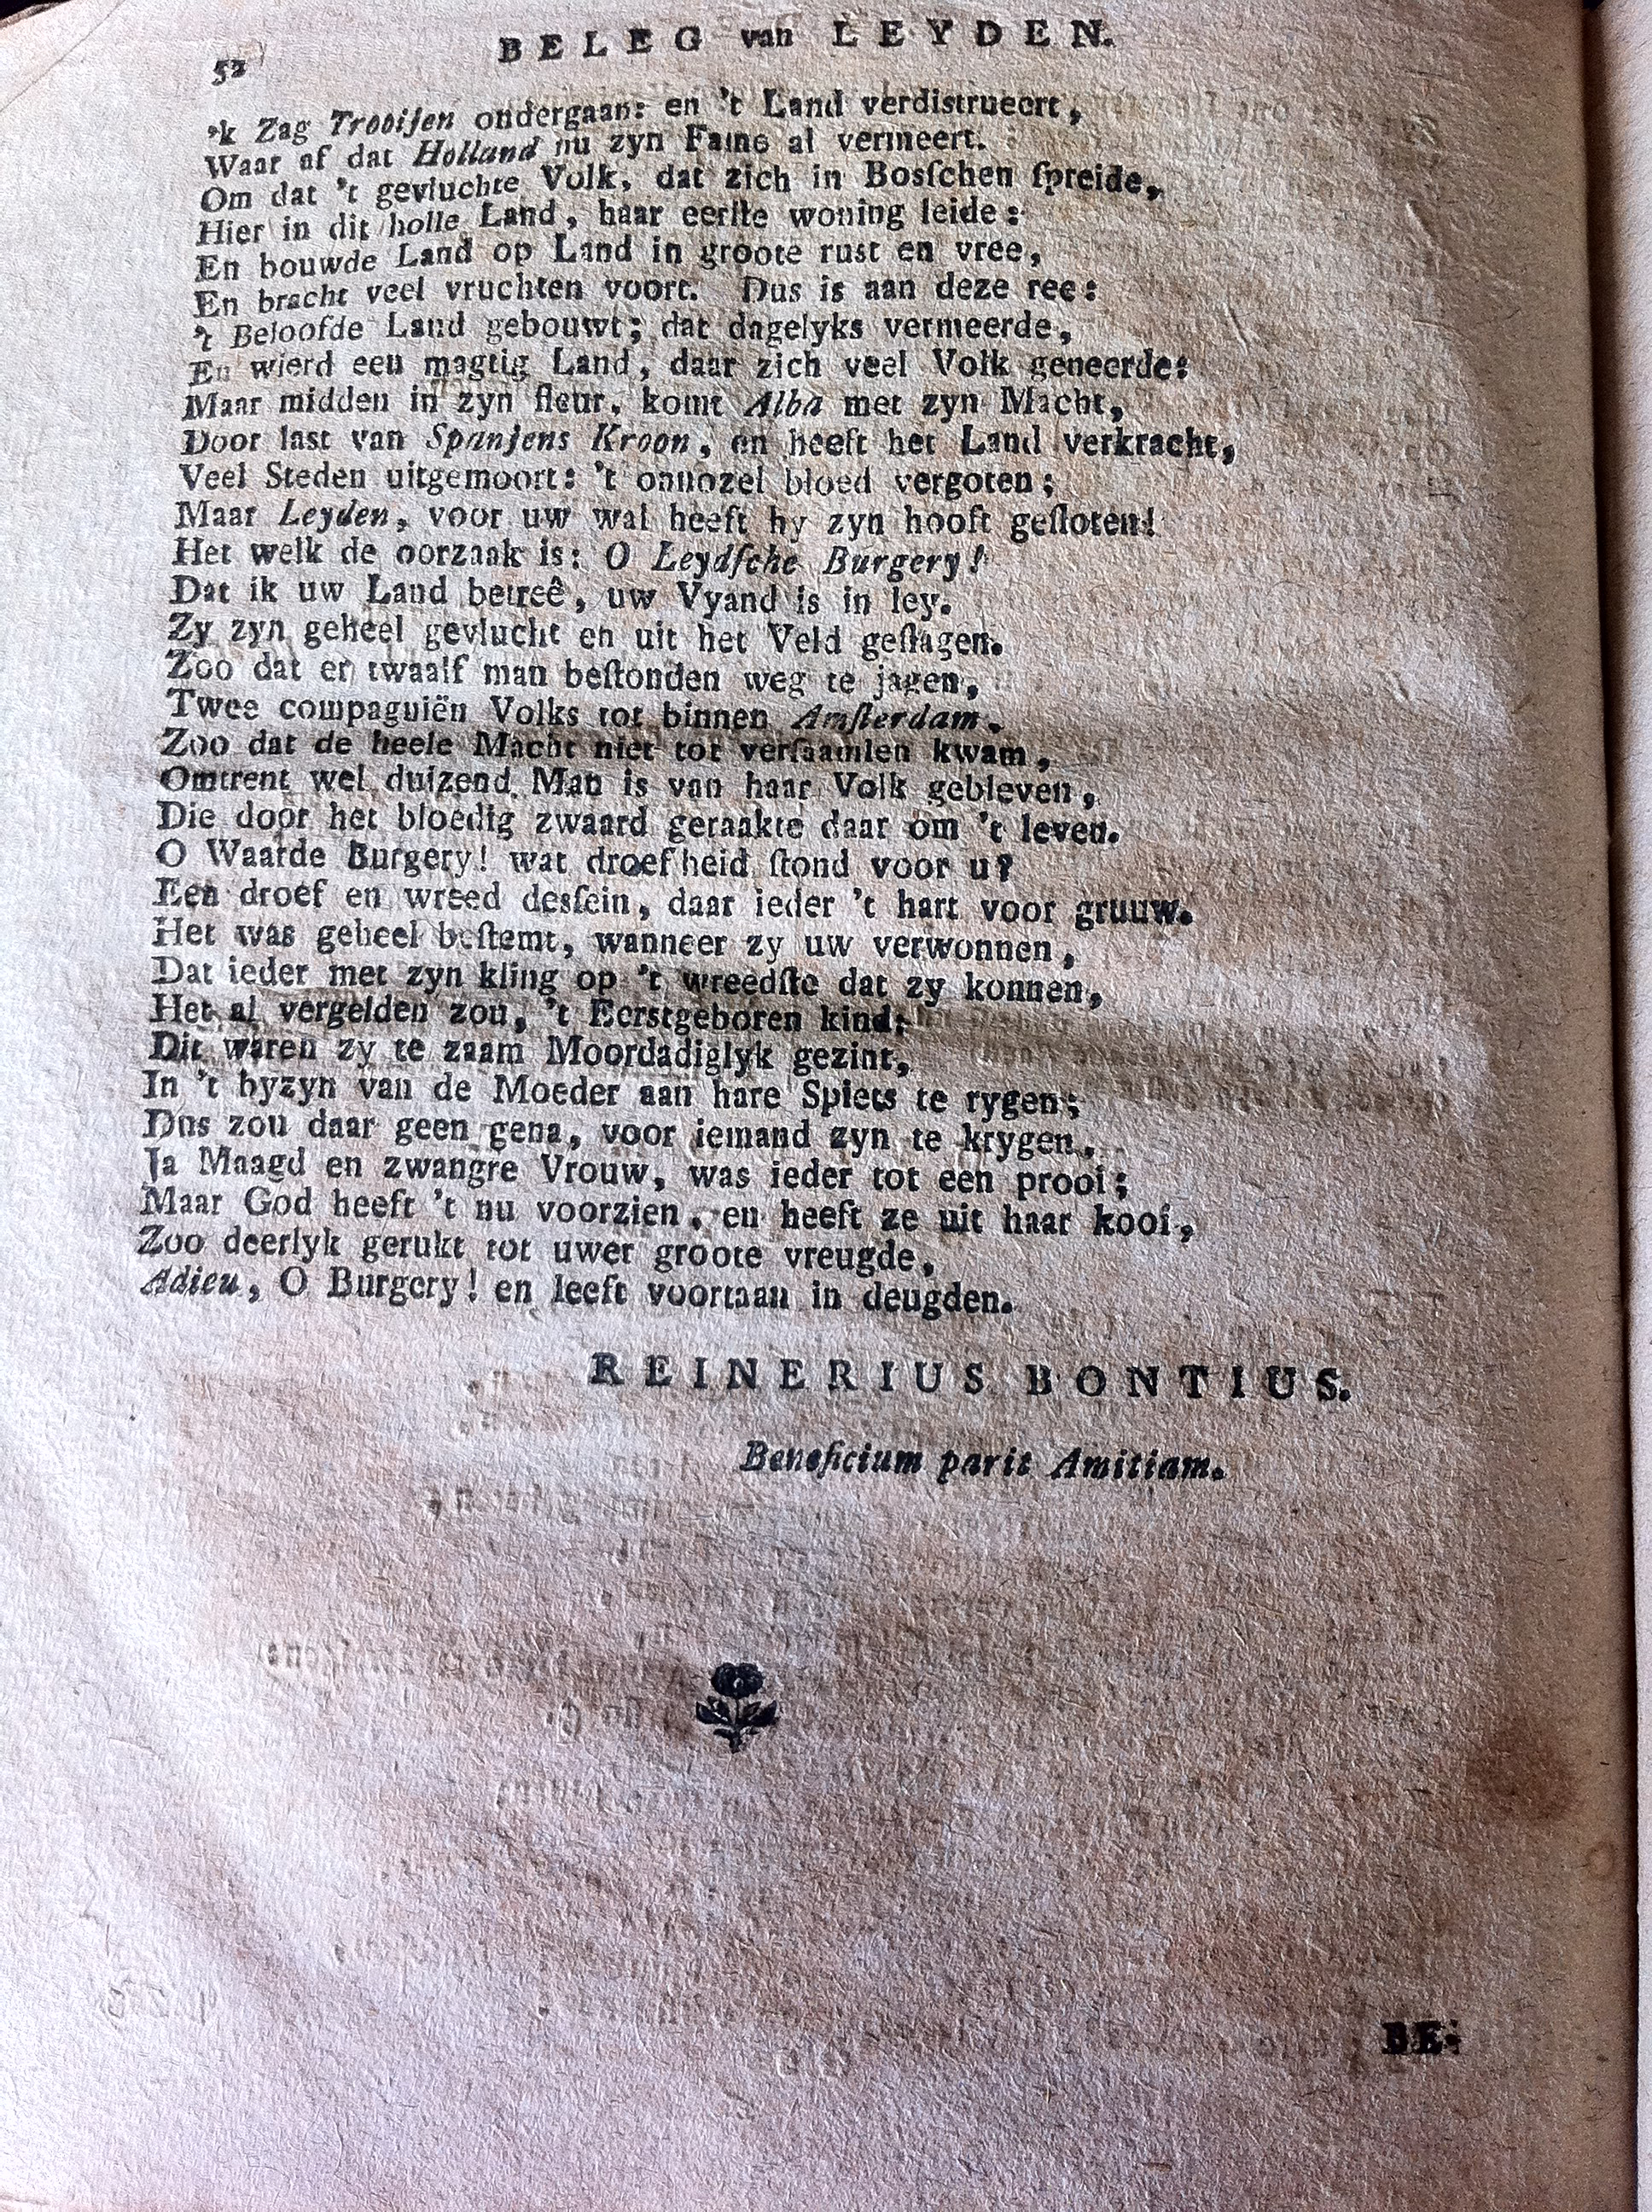 52 BELEG van LEYDEN.
'k Zag Trooijen ondergaan: en 't Land verdistrueert,
Waar af dat Holland nu zyn Fame al vermeert.
Om dat 't gevluchte Volk, dat zich in Bosſchen ſpreide,
Hier in dit holle Land, haar eerſte woning leide:
En bouwde Land op Land in groote rust en vree,
En bracht veel vruchten voort. Dus is aan deze ree:
't Beloofde Land gebouwt; dat dagelyks vermeerde,
En wierd een magtig Land, daar zich veel Volk geneerde:
Maar midden in zyn fleur, komt Alba met zyn Macht,
Door last van Spanjens Kroon, en heeft het Land verkracht,
Veel Steden uitgemoort: 't onnozel bloed vergoten;
Maar Leyden, voor uw wal heeft hy zyn hooft geſloten!
Het welk de oorzaak is: O Leydſche Burgery!
Dat ik uw Land betreê, uw Vyand is in ley.
Zy zyn geheel gevlucht en uit het Veld geſlagen.
Zoo dat er twaalf man beſtonden weg te jagen,
Twee compagniën Volks tot binnen Amſterdam.
Zoo dat de heele Macht niet tot verſaamlen kwam,
Omtrent wel duizend Man is van haar Volk gebleven,
Die door het bloedig zwaard geraakte daar om 't leven.
O Waarde Burgery! wat droefheid ſtond voor u?
Een droef en wreed desſein, daar ieder 't hart voor gruuw.
Het was geheel beſtemt, wanneer zy uw verwonnen,
Dat ieder met zyn kling op 't wreedſte dat zy konnen,
Het al vergelden zou, 't Eerstgeboren kind;
Dit waren zy te zaam Moordadiglyk gezint,
In 't byzyn van de Moeder aan hare Spiets te rygen;
Dus zou daar geen gena, voor iemand zyn te krygen,
Ja Maagd en zwangre Vrouw, was ieder tot een prooi;
Maar God heeft 't nu voorzien, en heeft ze uit haar kooi,
Zoo deerlyk gerukt tot uwer groote vreugde,
Adieu, O Burgery! en leeft voortaan in deugden.
REINERIUS BONTIUS.
Beneficium parit Amitiam.
BE-